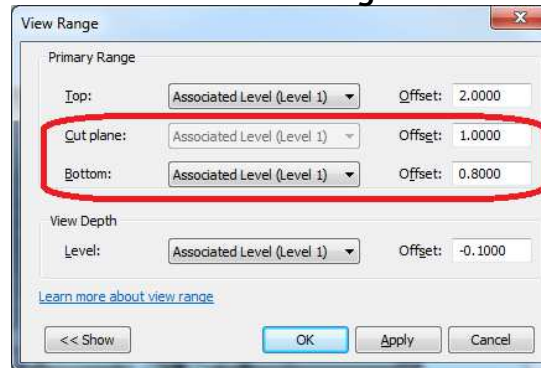 View Range
Primary Range
Top: Associated Level (Level 1) Offset: 2.0000
Cut plane: Associated Level (Level 1) Offset: 1.0000
Bottom: Associated Level (Level 1) Offset: 0.8000
View Depth
Level: Associated Level (Level 1) Offset: -0.1000
Learn more about view range
<< Show OK Apply Cancel